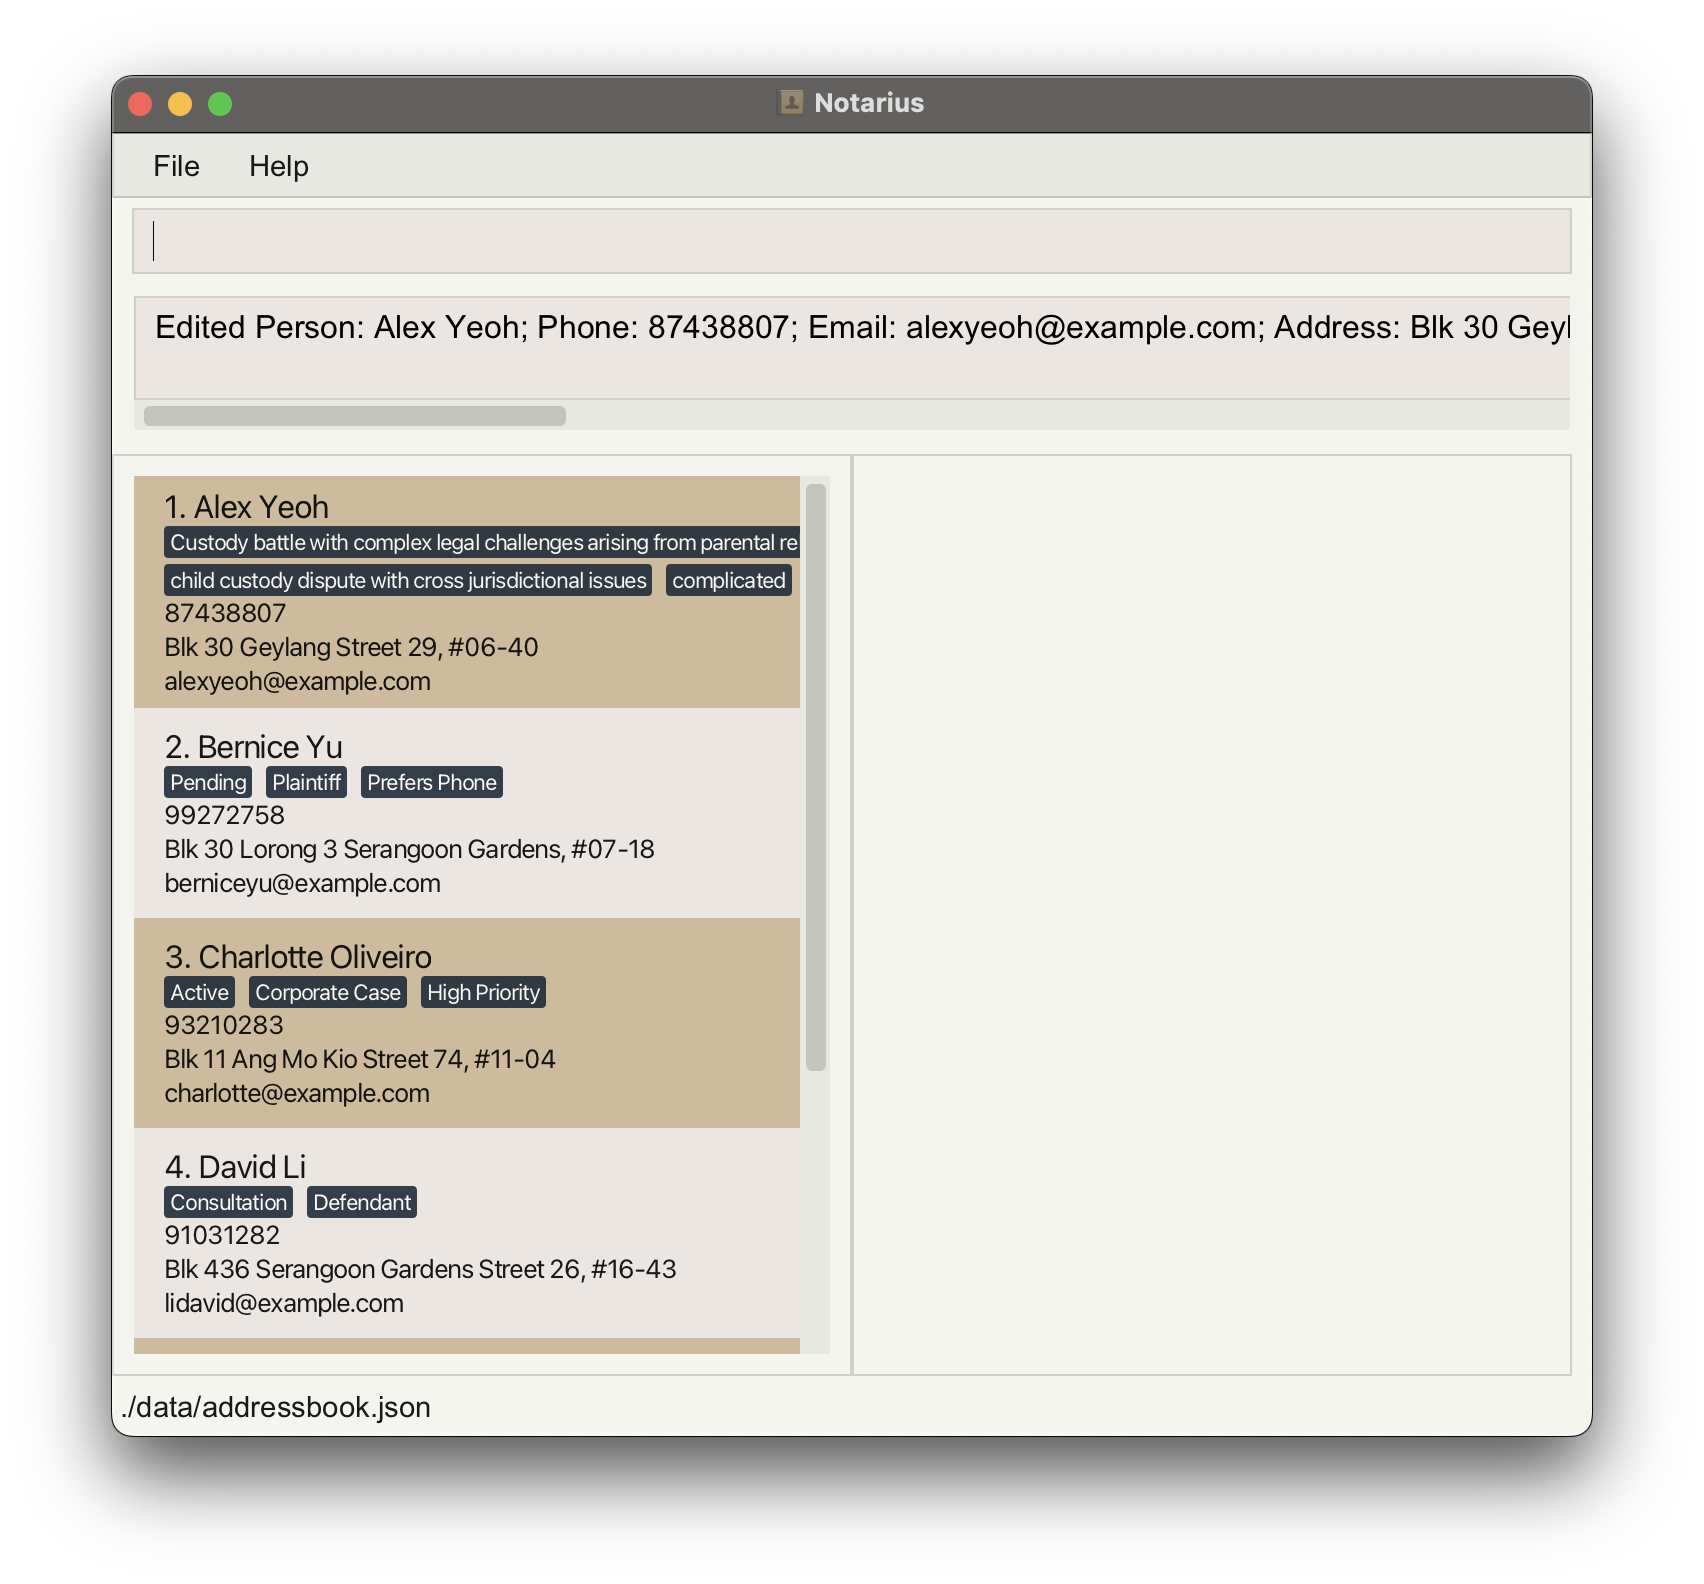 Notarius
File Help
Edited Person: Alex Yeoh; Phone: 87438807; Email: alexyeoh@example.com; Address: Blk 30
1. Alex Yeoh
Custody battle with complex legal challenges arising from parental
child custody dispute with cross jurisdictional issues complicated
87438807
Blk 30 Geylang Street 29, #06-40
alexyeoh@example.com
2. Bernice Yu
Pending Plaintiff Prefers Phone
99272758
Blk 30 Lorong 3 Serangoon Gardens, #07-18
berniceyu@example.com
3. Charlotte Oliveiro
Active Corporate Case High Priority
93210283
Blk 11 Ang Mo Kio Street 74, #11-04
charlotte@example.com
4. David Li
Consultation Defendant
91031282
Blk 436 Serangoon Gardens Street 26, #16-43
lidavid@example.com
./data/addressbook.json